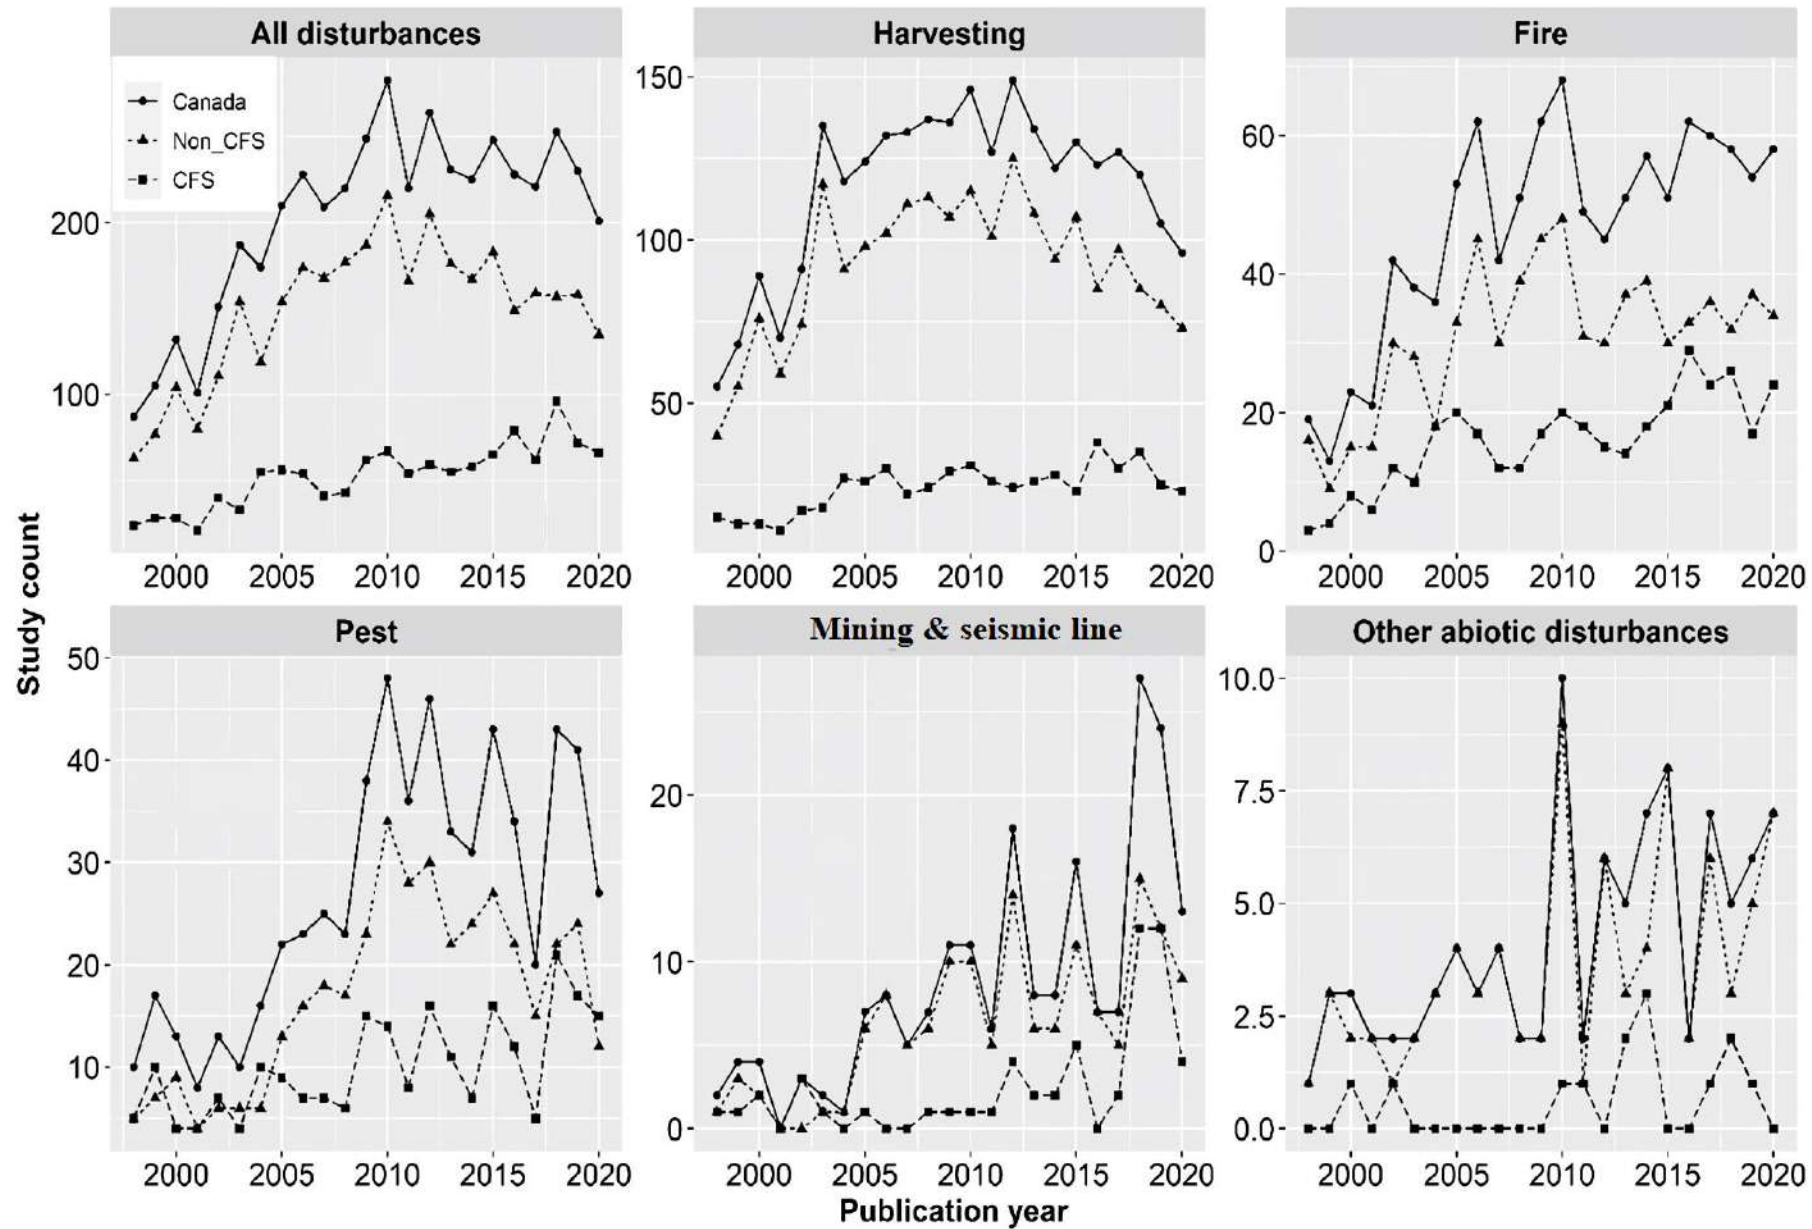 All disturbances
Harvesting
Fire
Canada
Non_CFS
CFS
200
100
150
100
50
60
40
20
0
2000 2005 2010 2015 2020
2000 2005 2010 2015 2020
2000 2005 2010 2015 2020
Study count
Pest
Mining & seismic line
Other abiotic disturbances
50
40
30
20
10
20
10
0
10.0
7.5
5.0
2.5
0.0
2000 2005 2010 2015 2020
2000 2005 2010 2015 2020
2000 2005 2010 2015 2020
Publication year